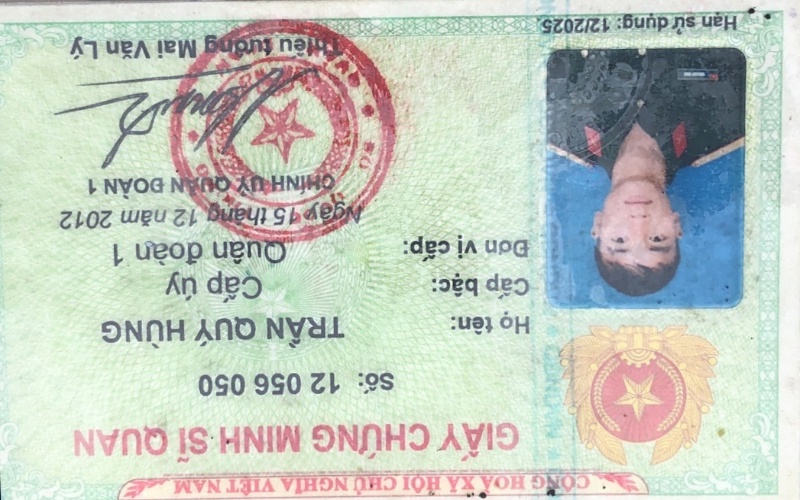 CỘNG HOÀ XÃ HỘI CHỦ NGHĨA VIỆT NAM
GIẤY CHỨNG MINH SĨ QUAN
Số: 12 056 050
Họ tên: TRẦN QUÝ HÙNG
Cấp bậc: Cấp úy
Đơn vị cấp: Quân đoàn 1
Ngày 15 tháng 12 năm 2012
CHÍNH UỶ QUÂN ĐOÀN 1
Thiếu tướng Mai Văn Lý
Hạn sử dụng: 12/2025